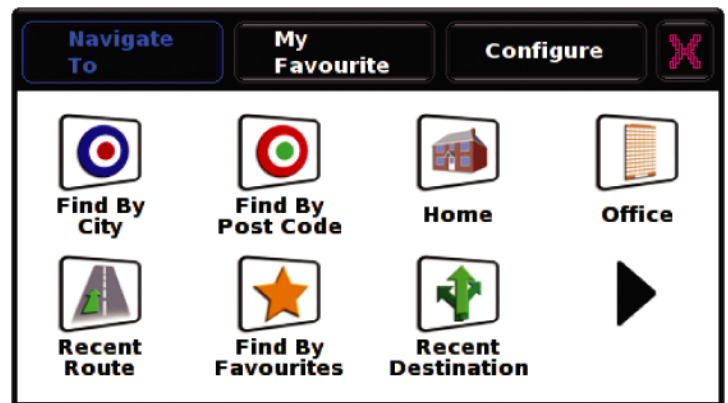 Navigate
To
My
Favourite
Configure
Find By
City
Find By
Post Code
Home
Office
Recent
Route
Find By
Favourites
Recent
Destination